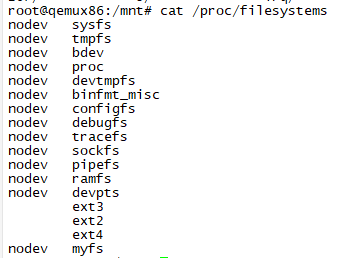 root@qemux86:/mnt# cat /proc/filesystems
nodev sysfs
nodev tmpfs
nodev bdev
nodev proc
nodev devtmpfs
nodev binfmt_misc
nodev configfs
nodev debugfs
nodev tracefs
nodev sockfs
nodev pipefs
nodev ramfs
nodev devpts
ext3
ext2
ext4
nodev myfs